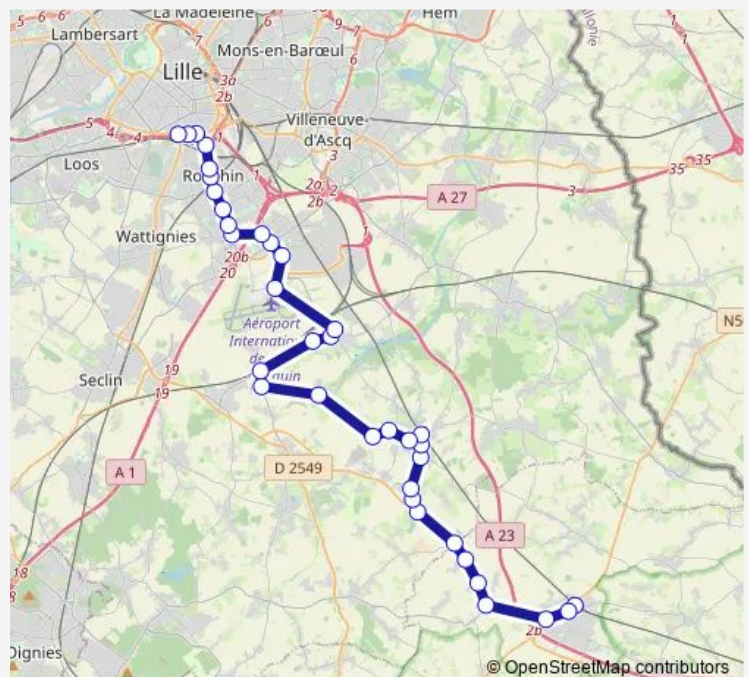 La Madeleine
Hem
Lambersart
Mons-en-Barœul
Lille
Villeneuve-
d'Ascq
Loos
A 27
Wattignies
Aéroport
Internatio
N5
Seclin
D 2549
A 1
A 23
© OpenStreetMap contributors